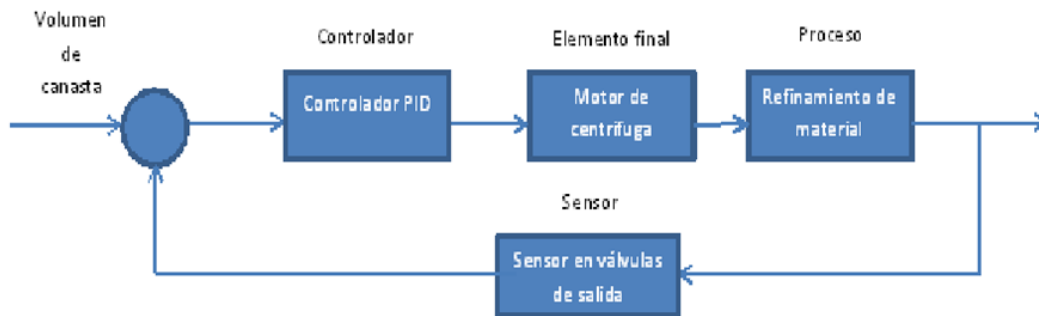 Volumen
de
canasta
Controlador
Elemento final
Proceso
Controlador PID
Motor de
centrífuga
Refinamiento de
material
Sensor
Sensor en válvulas
de salida